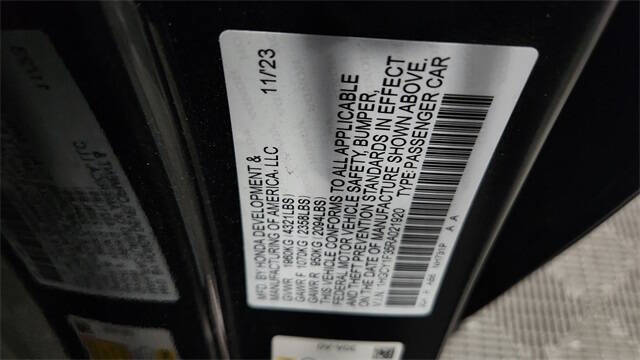 MFD. BY HONDA DEVELOPMENT & 11/23
MANUFACTURING OF AMERICA, LLC
GVWR 1960KG (4321LBS)
GAWR F 1070KG (2358LBS)
GAWR R 950KG (2094LBS)
THIS VEHICLE CONFORMS TO ALL APPLICABLE
FEDERAL MOTOR VEHICLE SAFETY, BUMPER,
AND THEFT PREVENTION STANDARDS IN EFFECT
ON THE DATE OF MANUFACTURE SHOWN ABOVE.
V.I.N. 1HGCY1F35RA021920 TYPE:PASSENGER CAR
A A